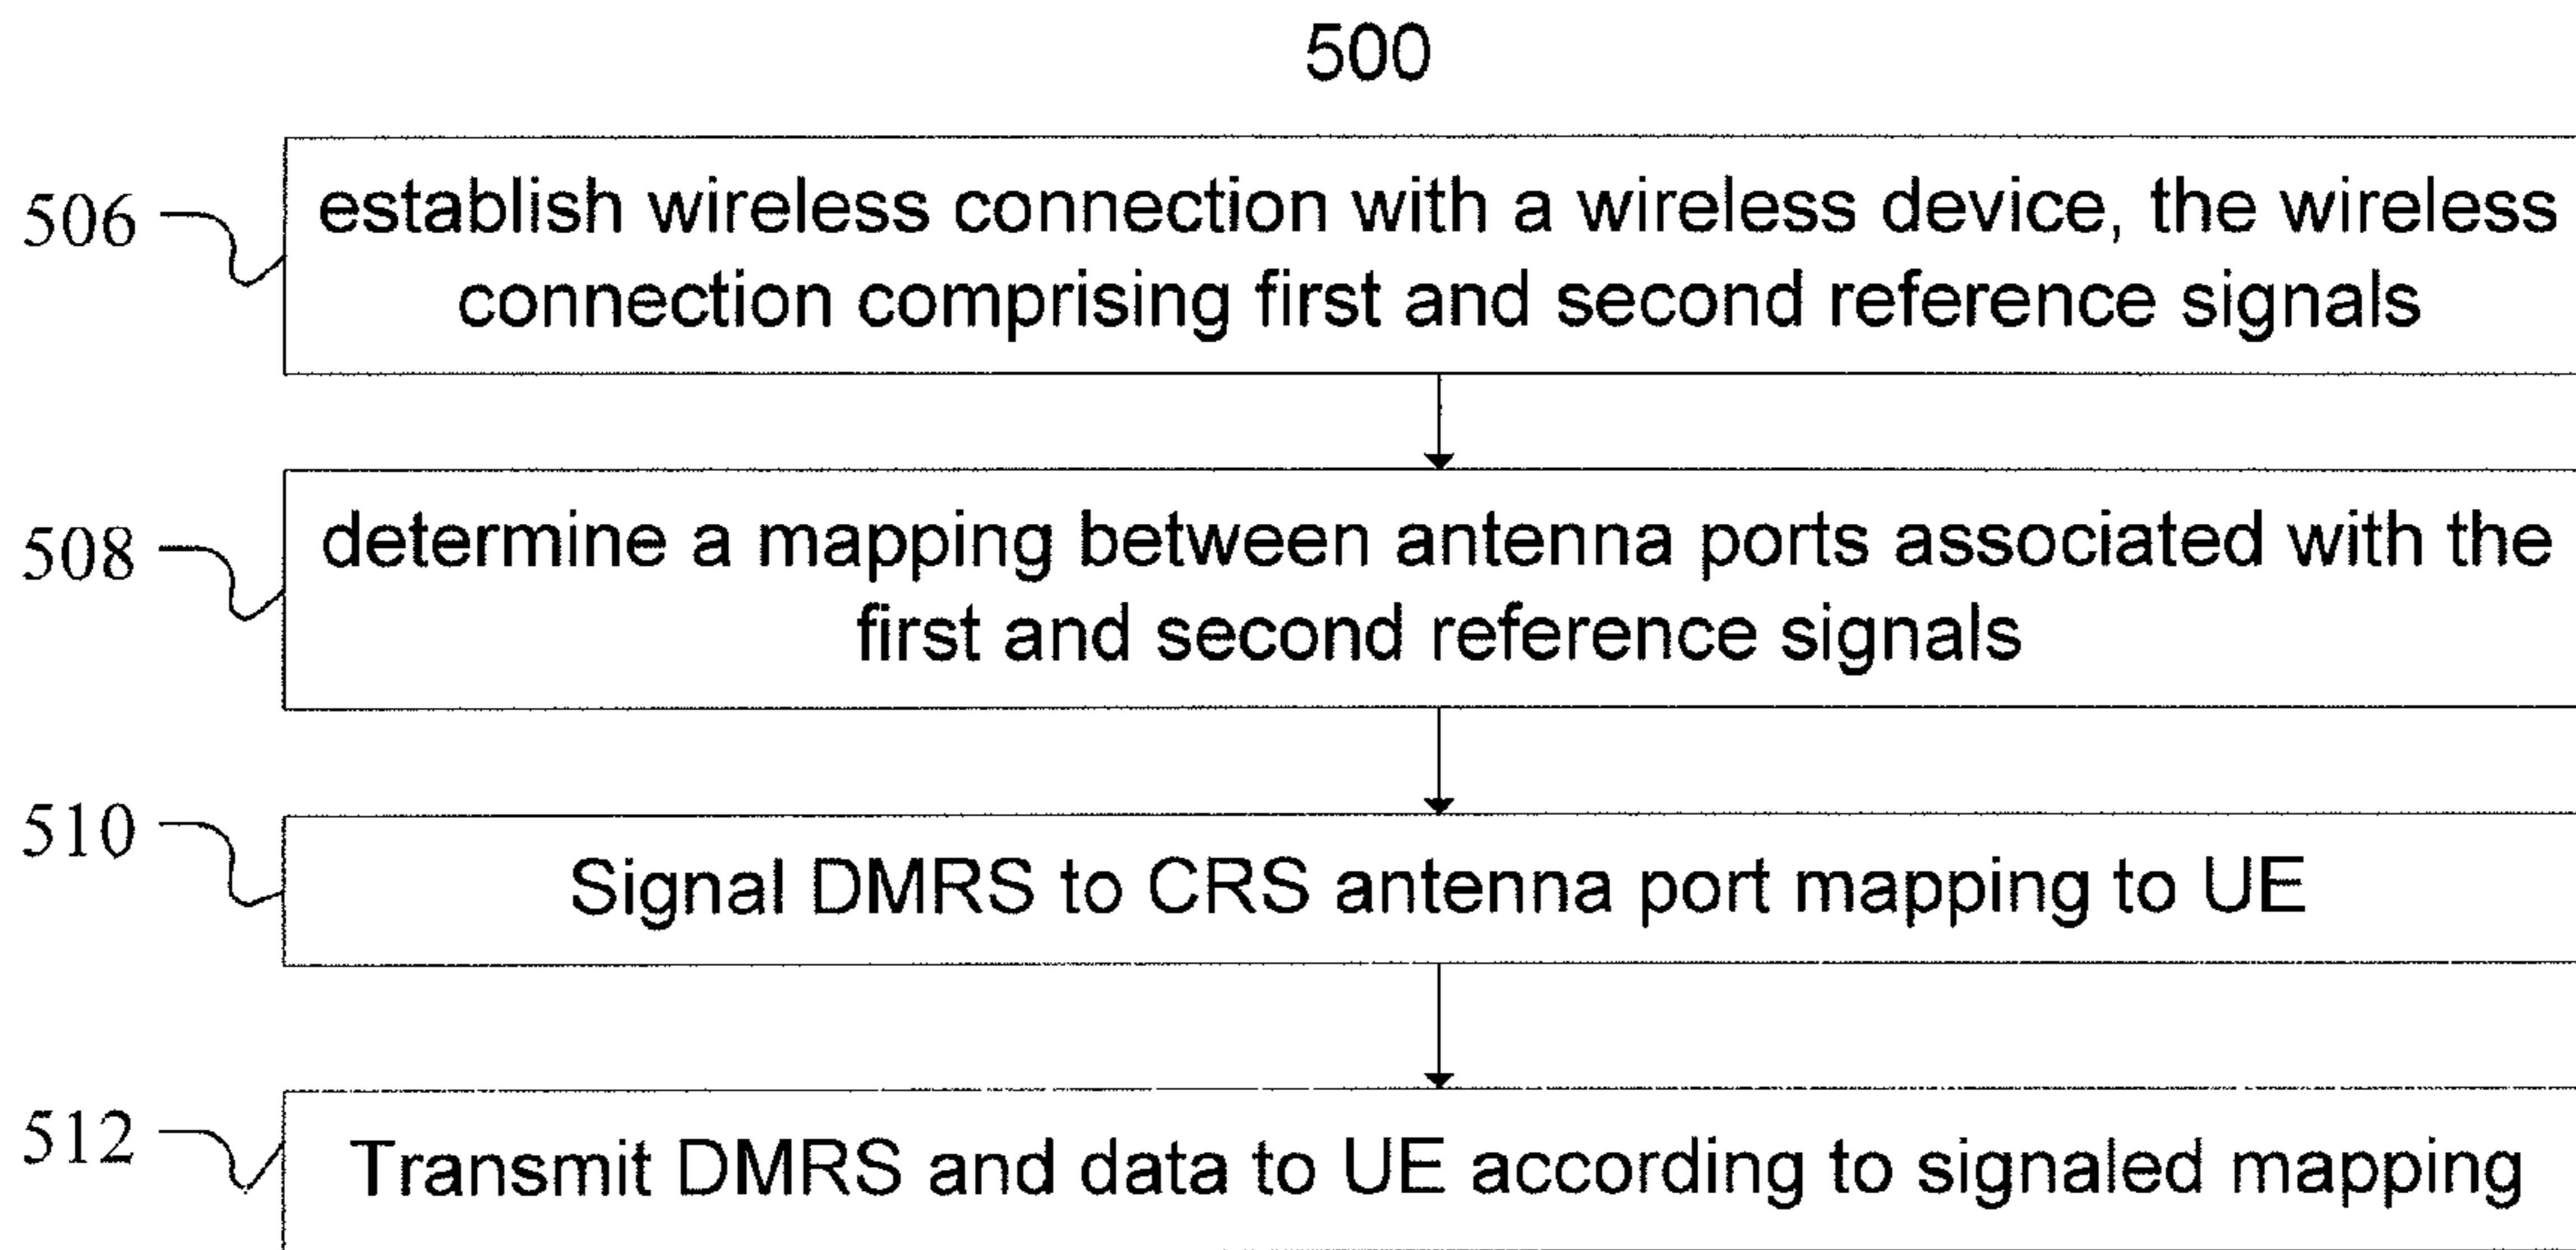 500
506
establish wireless connection with a wireless device, the wireless
connection comprising first and second reference signals
508
determine a mapping between antenna ports associated with the
first and second reference signals
510
Signal DMRS to CRS antenna port mapping to UE
512
Transmit DMRS and data to UE according to signaled mapping